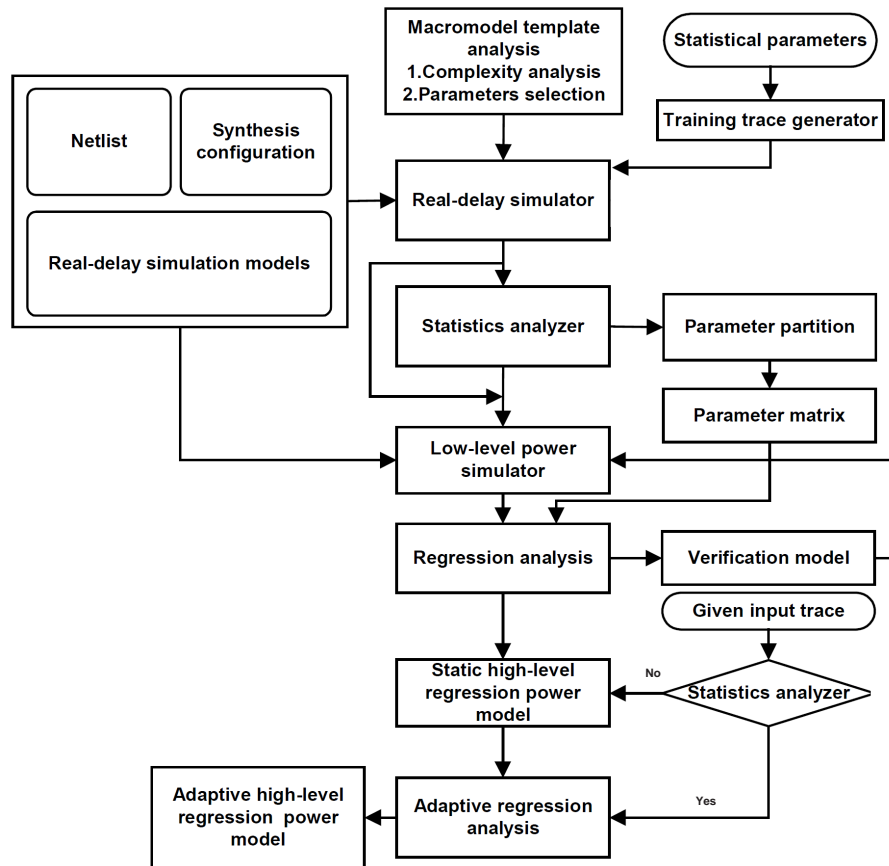 Macromodel template
analysis
1.Complexity analysis
2.Parameters selection
Statistical parameters
Training trace generator
Netlist
Synthesis
configuration
Real-delay simulation models
Real-delay simulator
Statistics analyzer
Parameter partition
Parameter matrix
Low-level power
simulator
Regression analysis
Verification model
Given input trace
Static high-level
regression power
model
No
Statistics analyzer
Yes
Adaptive high-level
regression power
model
Adaptive regression
analysis